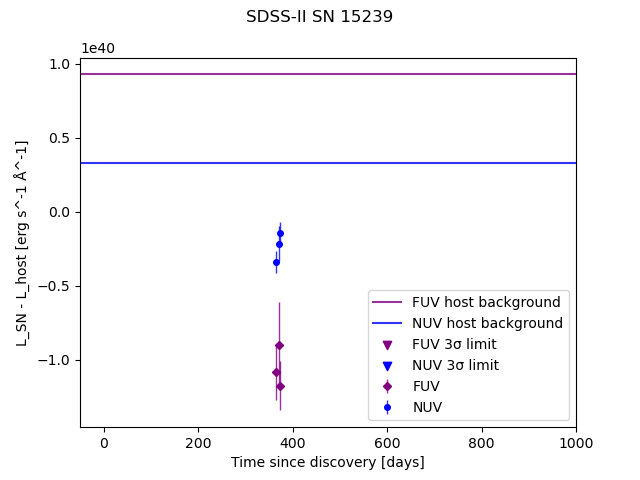 SDSS-II SN 15239
1e40
1.0
0.5
0.0
−0.5
−1.0
L_SN - L_host [erg s^-1 Å^-1]
FUV host background
NUV host background
FUV 3σ limit
NUV 3σ limit
FUV
NUV
0 200 400 600 800 1000
Time since discovery [days]